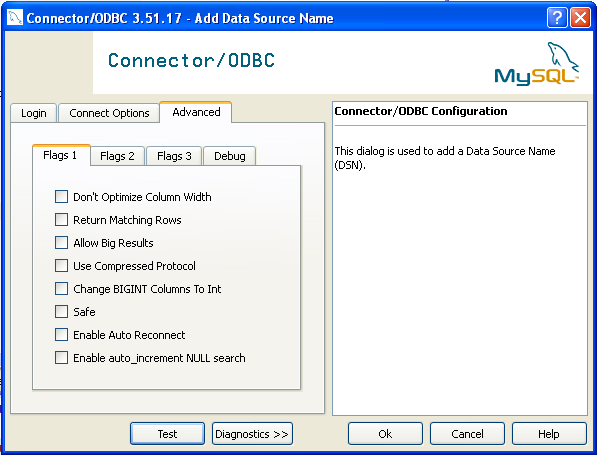 Connector/ODBC 3.51.17 - Add Data Source Name
Connector/ODBC
MySQL
Login
Connect Options
Advanced
Flags 1
Flags 2
Flags 3
Debug
Don't Optimize Column Width
Return Matching Rows
Allow Big Results
Use Compressed Protocol
Change BIGINT Columns To Int
Safe
Enable Auto Reconnect
Enable auto_increment NULL search
Connector/ODBC Configuration
This dialog is used to add a Data Source Name
(DSN).
Test
Diagnostics >>
Ok
Cancel
Help